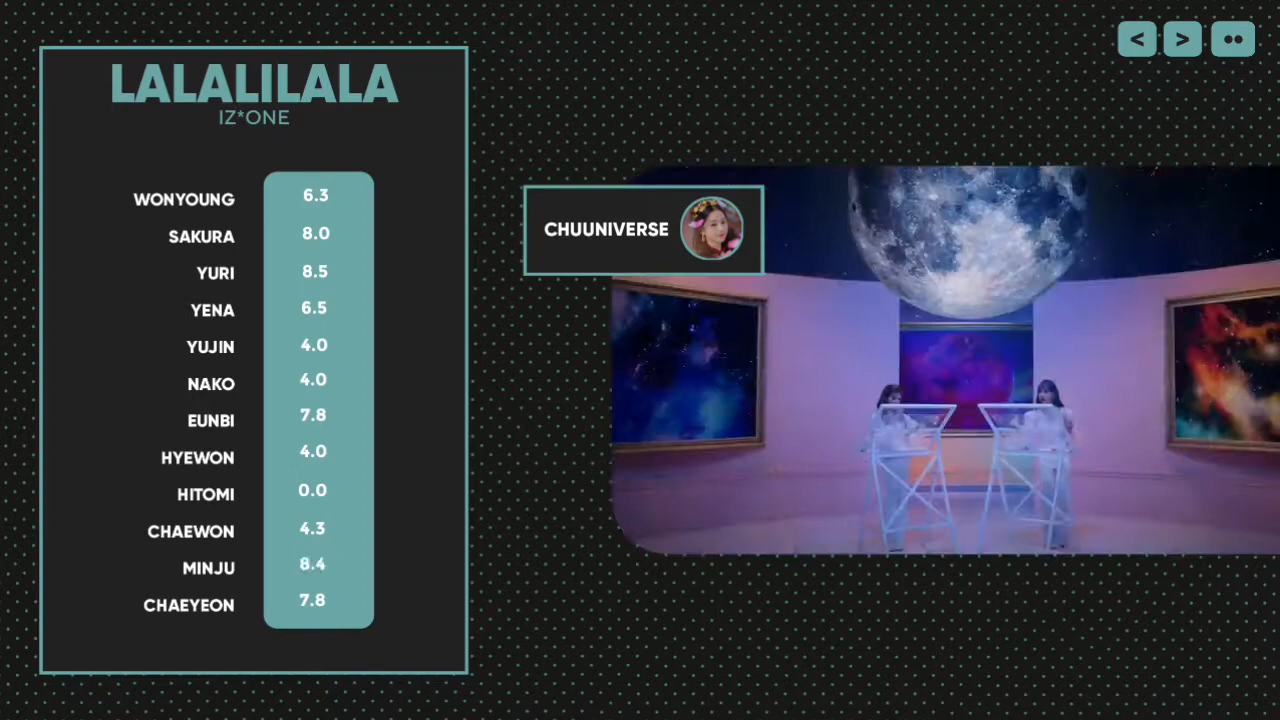 < > ••
LALALILALA
IZ*ONE
WONYOUNG 6.3
SAKURA 8.0
YURI 8.5
YENA 6.5
YUJIN 4.0
NAKO 4.0
EUNBI 7.8
HYEWON 4.0
HITOMI 0.0
CHAEWON 4.3
MINJU 8.4
CHAEYEON 7.8
CHUUNIVERSE